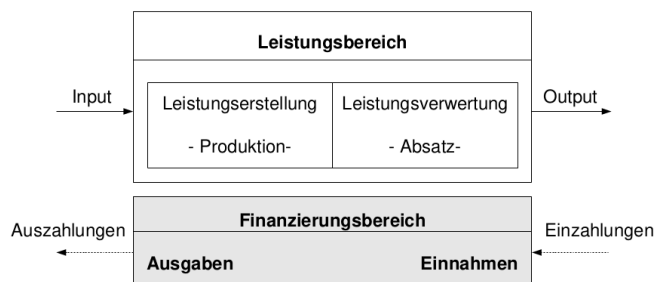 Leistungsbereich
Input
Leistungserstellung
Leistungsverwertung
Output
- Produktion-
- Absatz-
Finanzierungsbereich
Auszahlungen
Einzahlungen
Ausgaben
Einnahmen